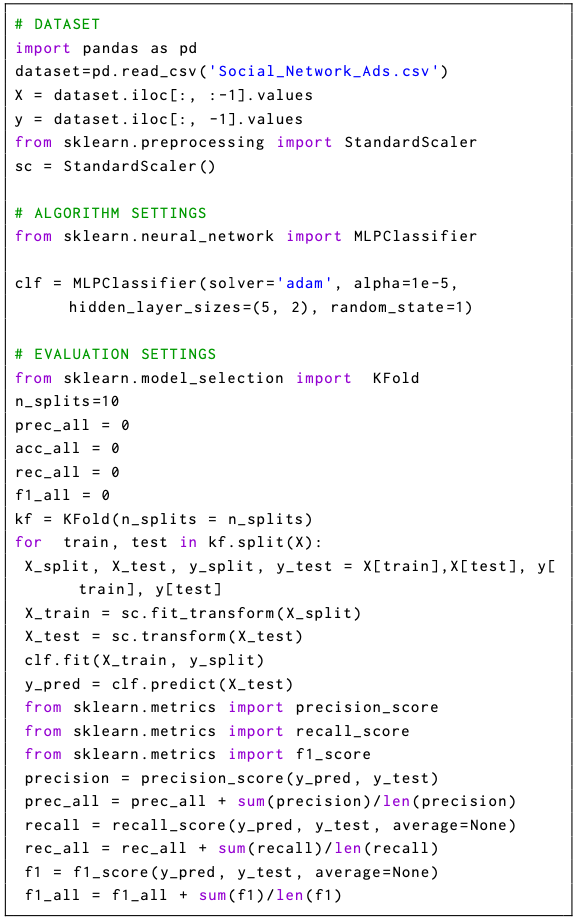 # DATASET
import pandas as pd
dataset=pd.read_csv('Social_Network_Ads.csv')
X = dataset.iloc[:, :-1].values
y = dataset.iloc[:, -1].values
from sklearn.preprocessing import StandardScaler
sc = StandardScaler()
# ALGORITHM SETTINGS
from sklearn.neural_network import MLPClassifier
clf = MLPClassifier(solver='adam', alpha=1e-5,
hidden_layer_sizes=(5, 2), random_state=1)
# EVALUATION SETTINGS
from sklearn.model_selection import  KFold
n_splits=10
prec_all = 0
acc_all = 0
rec_all = 0
f1_all = 0
kf = KFold(n_splits = n_splits)
for  train, test in kf.split(X):
X_split, X_test, y_split, y_test = X[train],X[test], y[
train], y[test]
X_train = sc.fit_transform(X_split)
X_test = sc.transform(X_test)
clf.fit(X_train, y_split)
y_pred = clf.predict(X_test)
from sklearn.metrics import precision_score
from sklearn.metrics import recall_score
from sklearn.metrics import f1_score
precision = precision_score(y_pred, y_test)
prec_all = prec_all + sum(precision)/len(precision)
recall = recall_score(y_pred, y_test, average=None)
rec_all = rec_all + sum(recall)/len(recall)
f1 = f1_score(y_pred, y_test, average=None)
f1_all = f1_all + sum(f1)/len(f1)